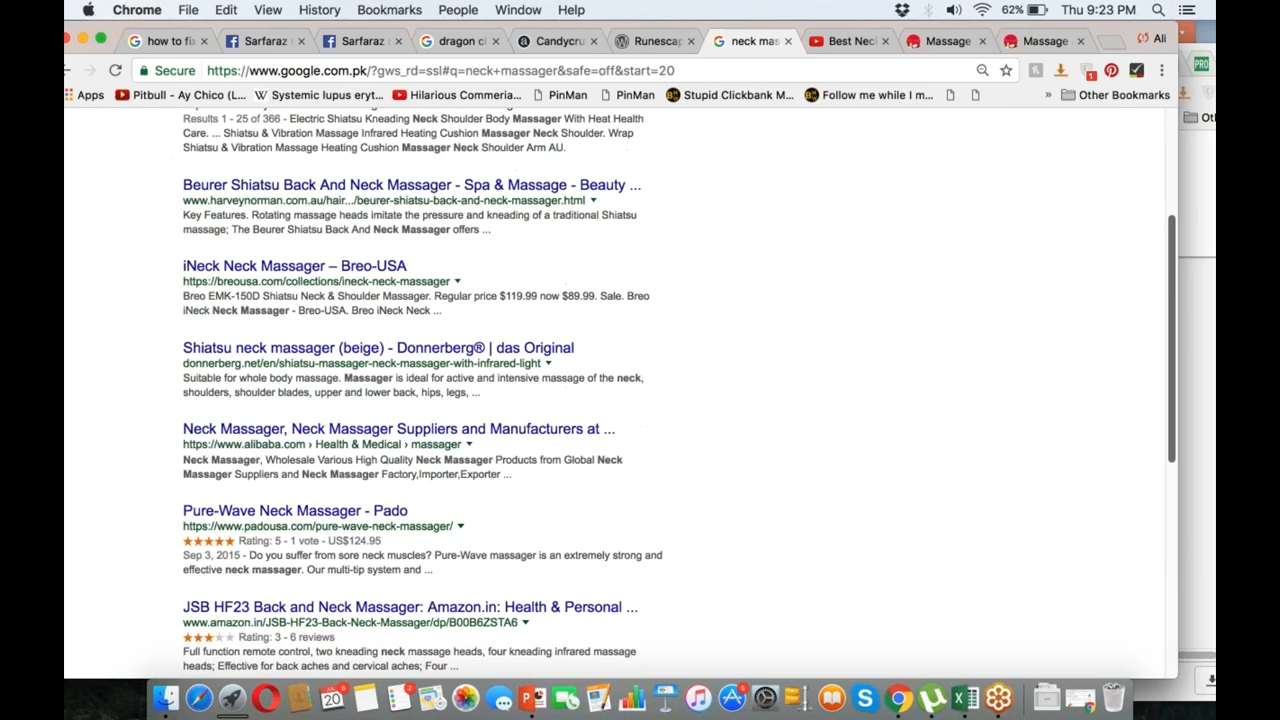 Chrome File Edit View History Bookmarks People Window Help 62% Thu 9:23 PM
how to fi Sarfaraz Sarfaraz dragon c Candycru Runescap neck mas Best Nec Massage Massage Ali
Secure https://www.google.com.pk/?gws_rd=ssl#q=neck+massager&safe=off&start=20 PRO
Apps Pitbull - Ay Chico (L... Systemic lupus eryt... Hilarious Commeria... PinMan PinMan Stupid Clickbank M... Follow me while I m... » Other Bookmarks
Results 1 - 25 of 366 - Electric Shiatsu Kneading Neck Shoulder Body Massager With Heat Health
Care. ... Shiatsu & Vibration Massage Infrared Heating Cushion Massager Neck Shoulder. Wrap
Shiatsu & Vibration Massage Heating Cushion Massager Neck Shoulder Arm AU.
Beurer Shiatsu Back And Neck Massager - Spa & Massage - Beauty ...
www.harveynorman.com.au/hair.../beurer-shiatsu-back-and-neck-massager.html
Key Features. Rotating massage heads imitate the pressure and kneading of a traditional Shiatsu
massage; The Beurer Shiatsu Back And Neck Massager offers ...
iNeck Neck Massager – Breo-USA
https://breousa.com/collections/ineck-neck-massager
Breo EMK-150D Shiatsu Neck & Shoulder Massager. Regular price $119.99 now $89.99. Sale. Breo
iNeck Neck Massager - Breo-USA. Breo iNeck Neck ...
Shiatsu neck massager (beige) - Donnerberg® | das Original
donnerberg.net/en/shiatsu-massager-neck-massager-with-infrared-light
Suitable for whole body massage. Massager is ideal for active and intensive massage of the neck,
shoulders, shoulder blades, upper and lower back, hips, legs, ...
Neck Massager, Neck Massager Suppliers and Manufacturers at ...
https://www.alibaba.com › Health & Medical › massager
Neck Massager, Wholesale Various High Quality Neck Massager Products from Global Neck
Massager Suppliers and Neck Massager Factory,Importer,Exporter ...
Pure-Wave Neck Massager - Pado
https://www.padousa.com/pure-wave-neck-massager/
Rating: 5 - 1 vote - US$124.95
Sep 3, 2015 - Do you suffer from sore neck muscles? Pure-Wave massager is an extremely strong and
effective neck massager. Our multi-tip system and ...
JSB HF23 Back and Neck Massager: Amazon.in: Health & Personal ...
www.amazon.in/JSB-HF23-Back-Neck-Massager/dp/B00B6ZSTA6
Rating: 3 - 6 reviews
Full function remote control, two kneading neck massage heads, four kneading infrared massage
heads; Effective for back aches and cervical aches; Four ...
20